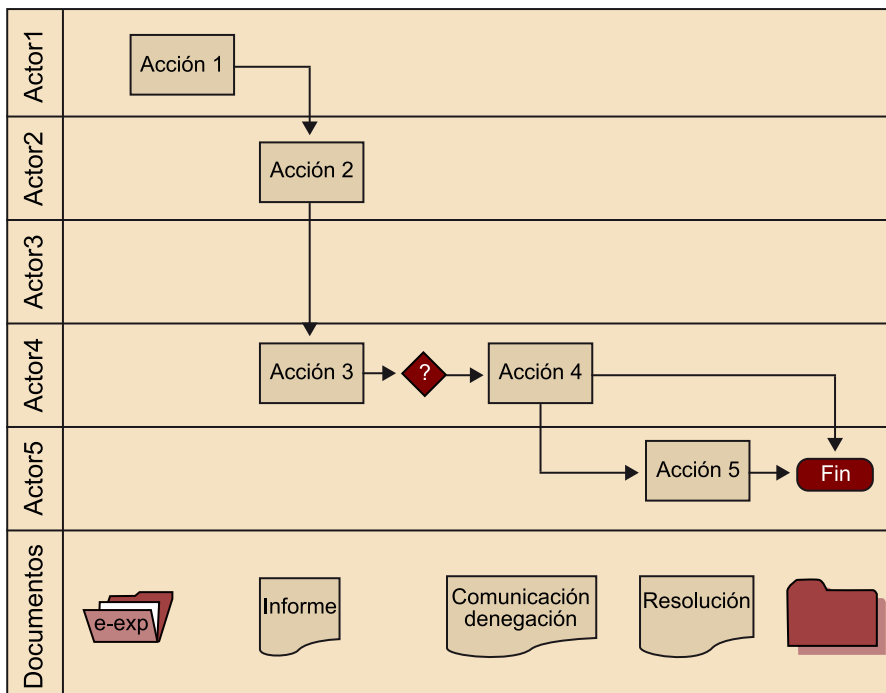 Actor1
Acción 1
Actor2
Acción 2
Actor3
Actor4
Acción 3
?
Acción 4
Actor5
Acción 5
Fin
Documentos
e-exp
Informe
Comunicación
denegación
Resolución